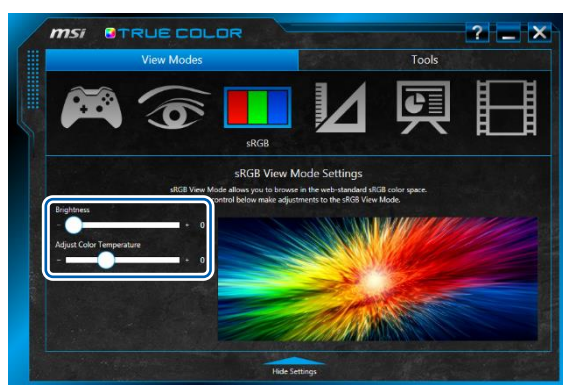 msi TRUE COLOR ? _ X
View Modes Tools
sRGB
sRGB View Mode Settings
sRGB View Mode allows you to browse in the web-standard sRGB color space.
control below make adjustments to the sRGB View Mode.
Brightness
- + 0
Adjust Color Temperature
- + 0
Hide Settings